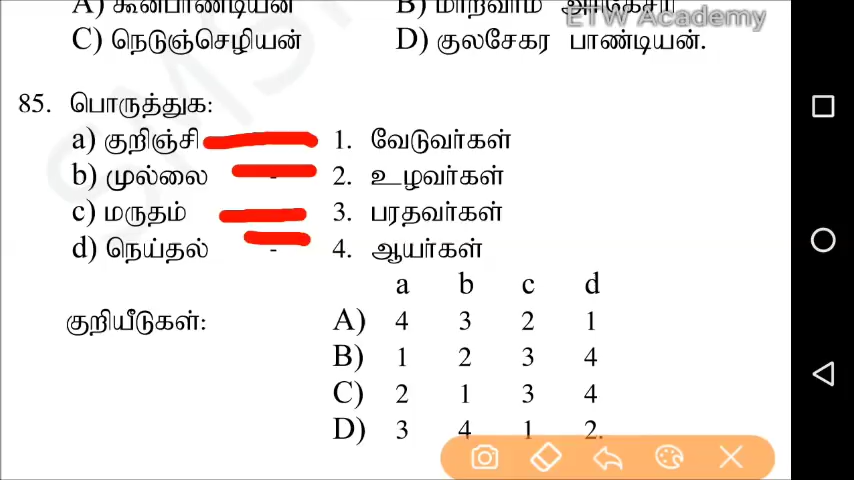 A) கூன்பாண்டியன் B) மாறவர்ம
ETW Academy
C) நெடுஞ்செழியன் D) குலசேகர பாண்டியன்.
85. பொருத்துக:
a) குறிஞ்சி 1. வேடுவர்கள்
b) முல்லை - 2. உழவர்கள்
c) மருதம் 3. பரதவர்கள்
d) நெய்தல் - 4. ஆயர்கள்
a b c d
குறியீடுகள்: A) 4 3 2 1
B) 1 2 3 4
C) 2 1 3 4
D) 3 4 1 2.